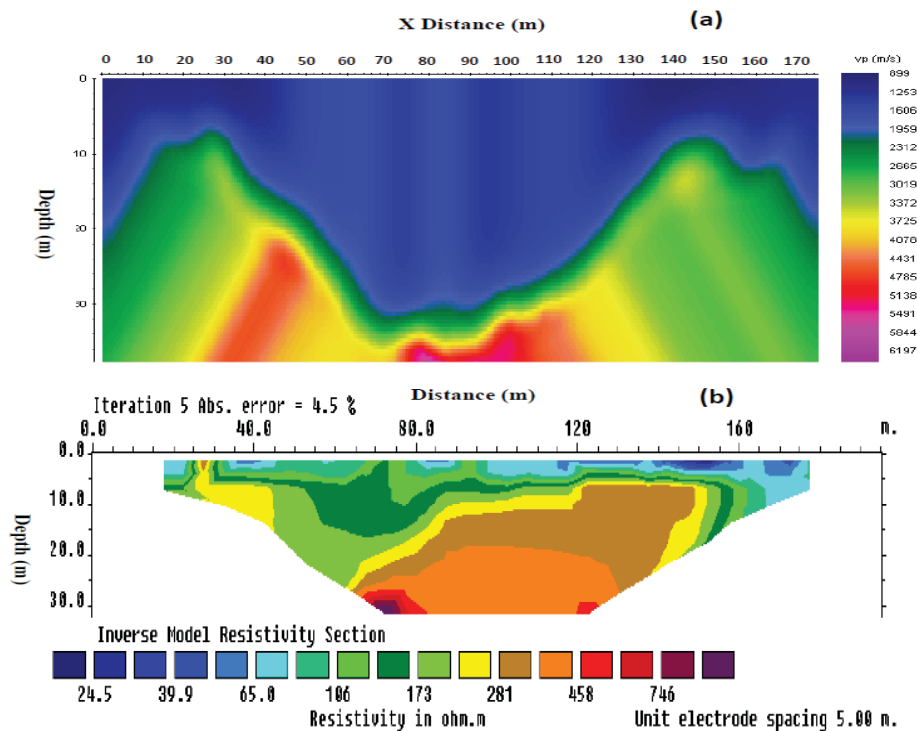 X Distance (m) (a)
0 10 20 30 40 50 60 70 80 90 100 110 120 130 140 150 160 170
vp (m/s)
0
10
20
30
Depth (m)
899
1253
1606
1959
2312
2665
3019
3372
3725
4078
4431
4785
5138
5491
5844
6197
Distance (m) (b)
Iteration 5 Abs. error = 4.5 %
0.0 40.0 80.0 120 160 m.
0.0
10.0
20.0
30.0
Depth (m)
Inverse Model Resistivity Section
24.5 39.9 65.0 106 173 281 458 746
Resistivity in ohm.m Unit electrode spacing 5.00 m.